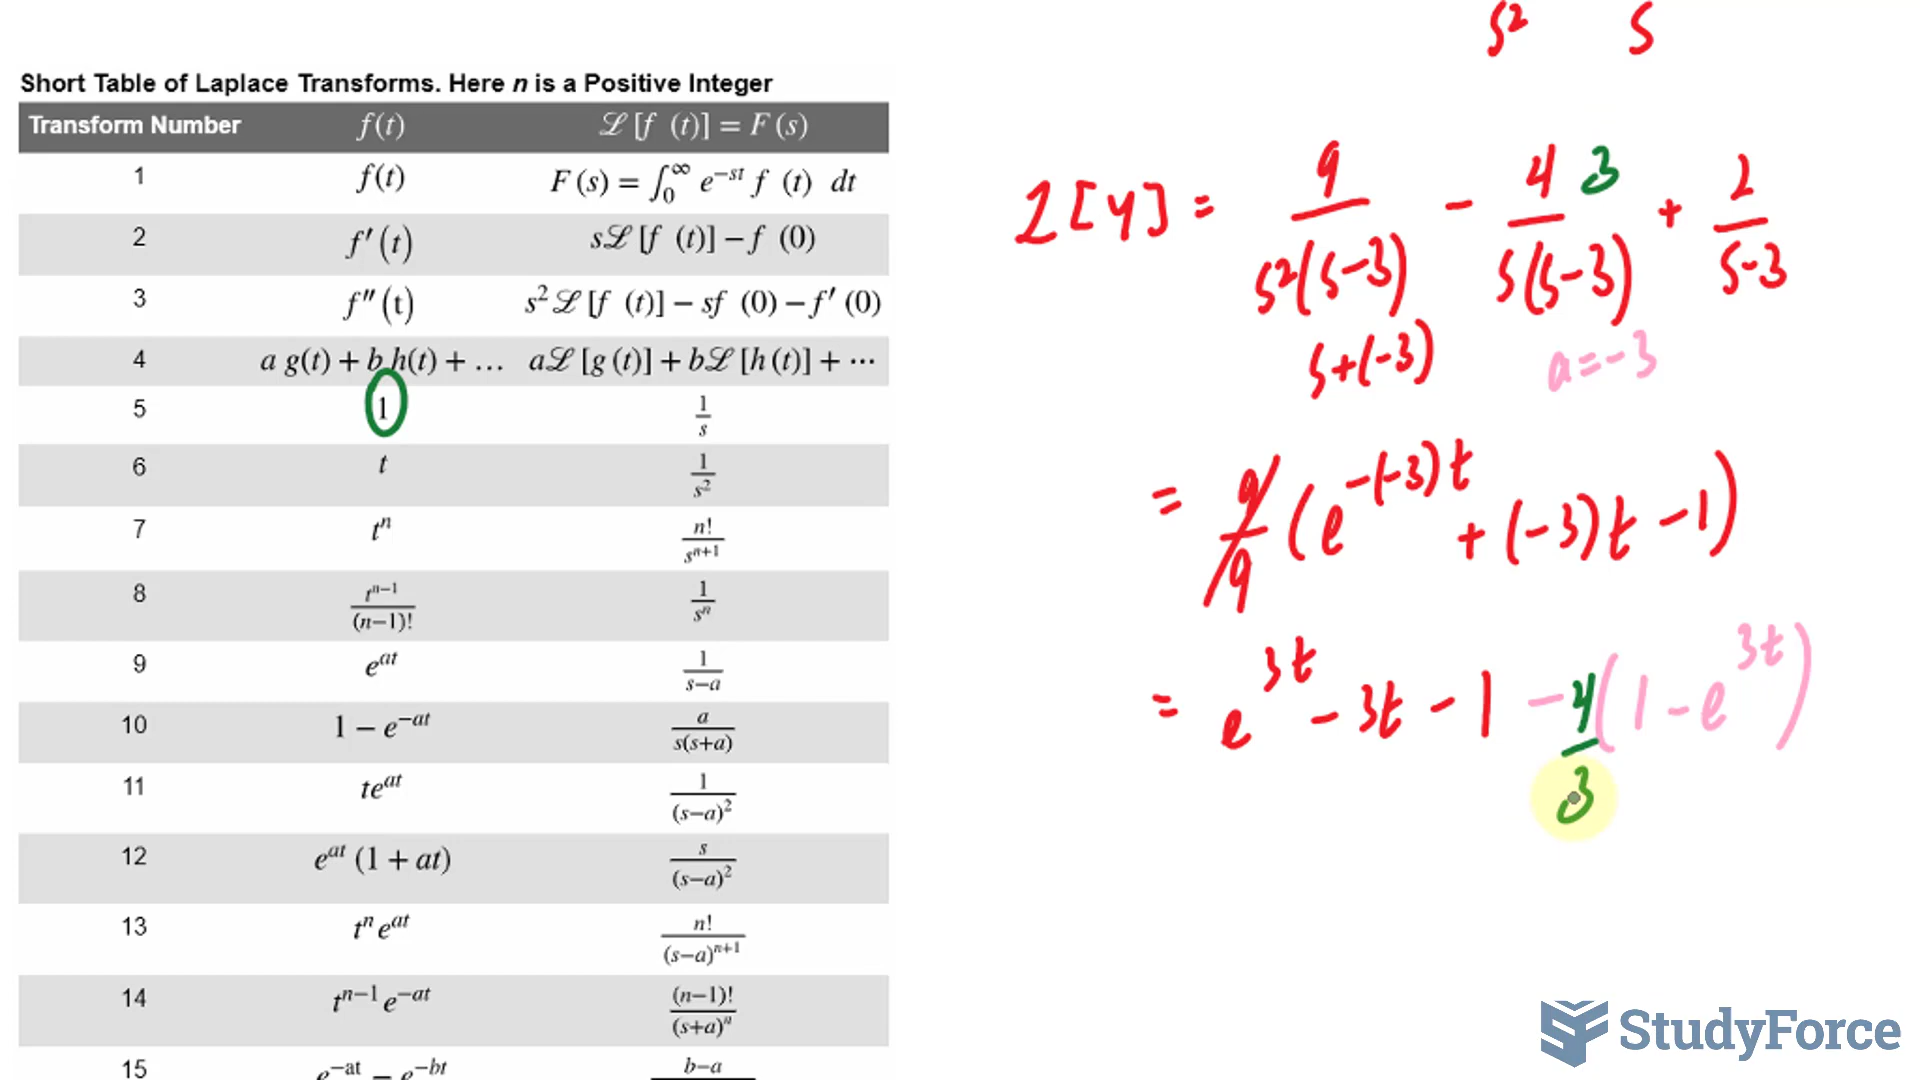 Short Table of Laplace Transforms. Here n is a Positive Integer
Transform Number f(t) ℒ[f (t)] = F(s)
1 f(t) F(s) = ∫₀^∞ e^{−st} f (t) dt
2 f′(t) sℒ[f (t)] − f (0)
3 f″(t) s²ℒ[f (t)] − sf (0) − f′(0)
4 a g(t) + b h(t) + … aℒ[g(t)] + bℒ[h(t)] + ⋯
5 1 1/s
6 t 1/s²
7 tⁿ n!/s^{n+1}
8 t^{n−1}/(n−1)! 1/sⁿ
9 e^{at} 1/(s−a)
10 1 − e^{−at} a/(s(s+a))
11 te^{at} 1/(s−a)²
12 e^{at} (1 + at) s/(s−a)²
13 tⁿ e^{at} n!/(s−a)^{n+1}
14 t^{n−1} e^{−at} (n−1)!/(s+a)ⁿ
15 e^{−at} − e^{−bt} b−a
s² s
ℒ[y] = 9/(s²(s−3)) − 4 3/(s(s−3)) + 2/(s−3)
s+(−3) a=−3
= 9/9 (e^{−(−3)t} + (−3)t − 1)
= e^{3t} − 3t − 1 − 4/3 (1 − e^{3t})
StudyForce